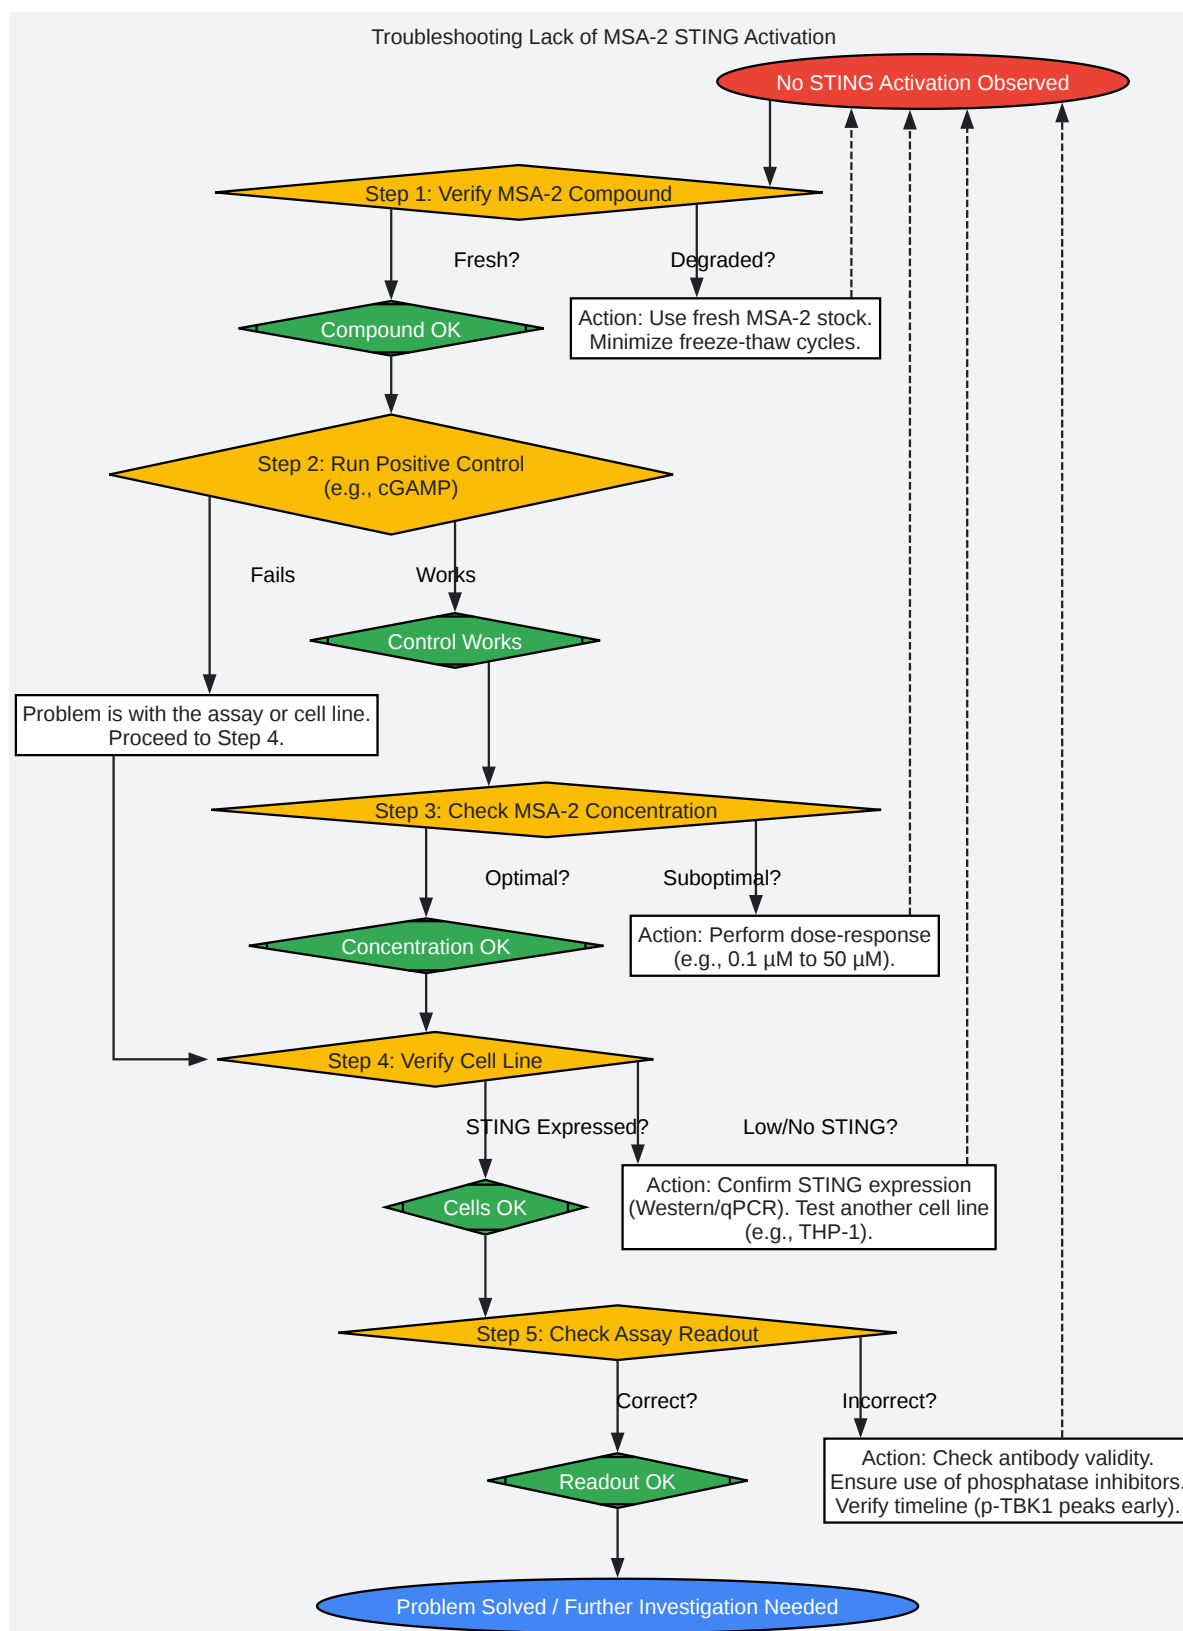 Troubleshooting Lack of MSA-2 STING Activation
No STING Activation Observed
Step 1: Verify MSA-2 Compound
Fresh?
Degraded?
Compound OK
Action: Use fresh MSA-2 stock.
Minimize freeze-thaw cycles.
Step 2: Run Positive Control
(e.g., cGAMP)
Fails
Works
Control Works
Problem is with the assay or cell line.
Proceed to Step 4.
Step 3: Check MSA-2 Concentration
Optimal?
Suboptimal?
Concentration OK
Action: Perform dose-response
(e.g., 0.1 µM to 50 µM).
Step 4: Verify Cell Line
STING Expressed?
Low/No STING?
Cells OK
Action: Confirm STING expression
(Western/qPCR). Test another cell line
(e.g., THP-1).
Step 5: Check Assay Readout
Correct?
Incorrect?
Readout OK
Action: Check antibody validity.
Ensure use of phosphatase inhibitors.
Verify timeline (p-TBK1 peaks early).
Problem Solved / Further Investigation Needed